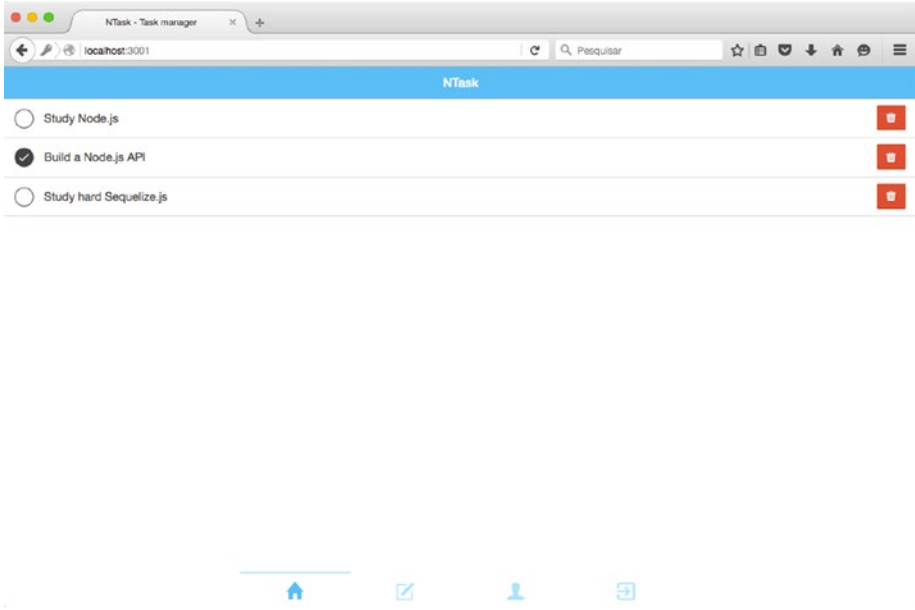 NTask - Task manager
localhost:3001
Pesquisar
NTask
Study Node.js
Build a Node.js API
Study hard Sequelize.js